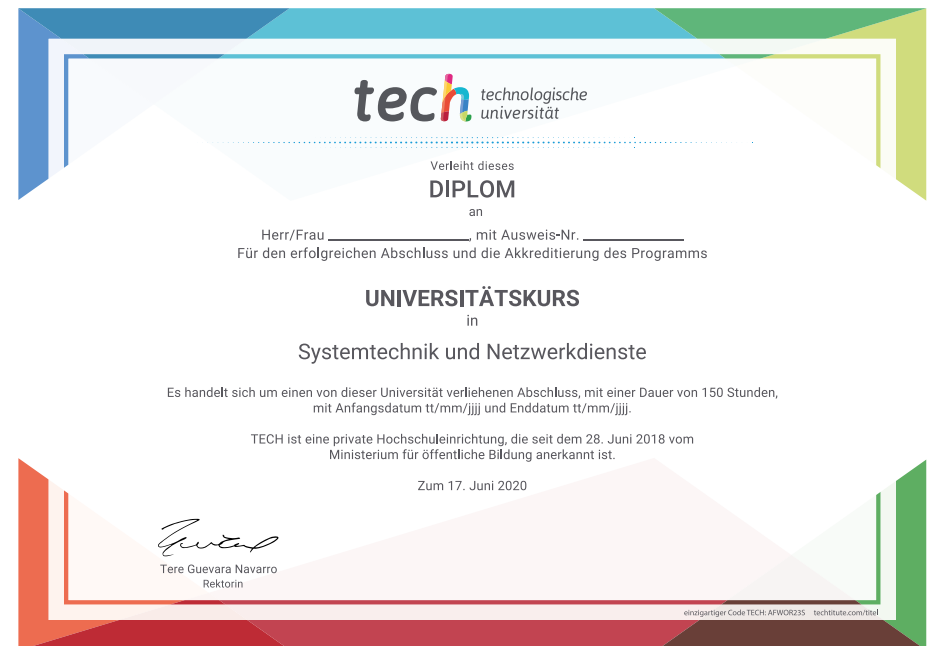 tech technologische
universität
Verleiht dieses
DIPLOM
an
Herr/Frau ____________________, mit Ausweis-Nr. ______________
Für den erfolgreichen Abschluss und die Akkreditierung des Programms
UNIVERSITÄTSKURS
in
Systemtechnik und Netzwerkdienste
Es handelt sich um einen von dieser Universität verliehenen Abschluss, mit einer Dauer von 150 Stunden,
mit Anfangsdatum tt/mm/jjjj und Enddatum tt/mm/jjjj.
TECH ist eine private Hochschuleinrichtung, die seit dem 28. Juni 2018 vom
Ministerium für öffentliche Bildung anerkannt ist.
Zum 17. Juni 2020
Tere Guevara Navarro
Rektorin
einzigartiger Code TECH: AFWOR23S techtitute.com/titel